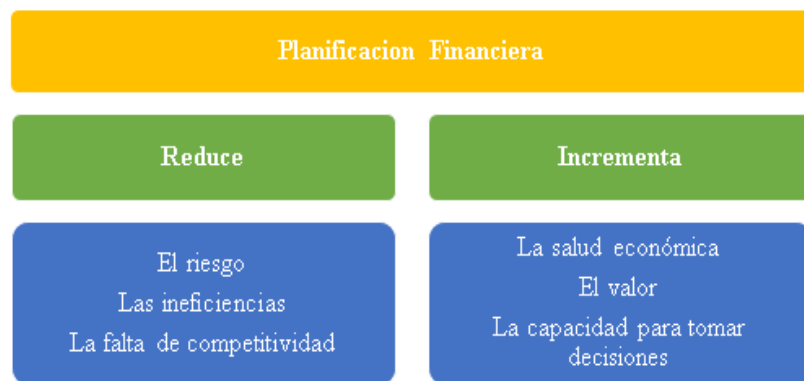 Planificacion Financiera
Reduce
Incrementa
El riesgo
Las ineficiencias
La falta de competitividad
La salud económica
El valor
La capacidad para tomar
decisiones